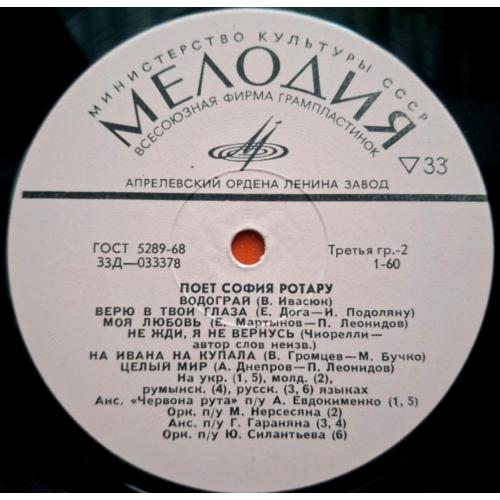 МИНИСТЕРСТВО КУЛЬТУРЫ СССР
МЕЛОДИЯ
ВСЕСОЮЗНАЯ ФИРМА ГРАМПЛАСТИНОК
▽33
АПРЕЛЕВСКИЙ ОРДЕНА ЛЕНИНА ЗАВОД
ГОСТ 5289-68 Третья гр.-2
33Д—033378 1-60
ПОЕТ СОФИЯ РОТАРУ
ВОДОГРАЙ (В. Ивасюк)
ВЕРЮ В ТВОИ ГЛАЗА (Е. Дога—И. Подоляну)
МОЯ ЛЮБОВЬ (Е. Мартынов—П. Леонидов)
НЕ ЖДИ, Я НЕ ВЕРНУСЬ (Чиорелли—
автор слов неизв.)
НА ИВАНА НА КУПАЛА (В. Громцев—М. Бучко)
ЦЕЛЫЙ МИР (А. Днепров—П. Леонидов)
На укр. (1, 5), молд. (2),
румынск. (4), русск. (3, 6) языках
Анс. «Червона рута» п/у А. Евдокименко (1, 5)
Орк. п/у М. Нерсесяна (2)
Анс. п/у Г. Гараняна (3, 4)
Орк. п/у Ю. Силантьева (6)